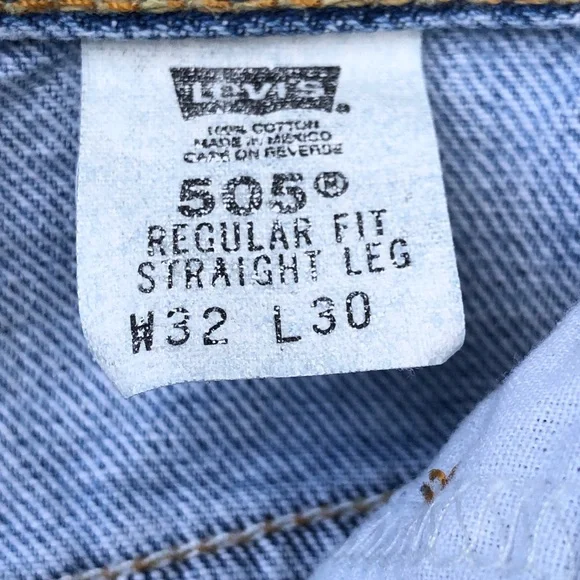 LEVI'S ®
100% COTTON
MADE IN MEXICO
CARE ON REVERSE
505®
REGULAR FIT
STRAIGHT LEG
W32 L30